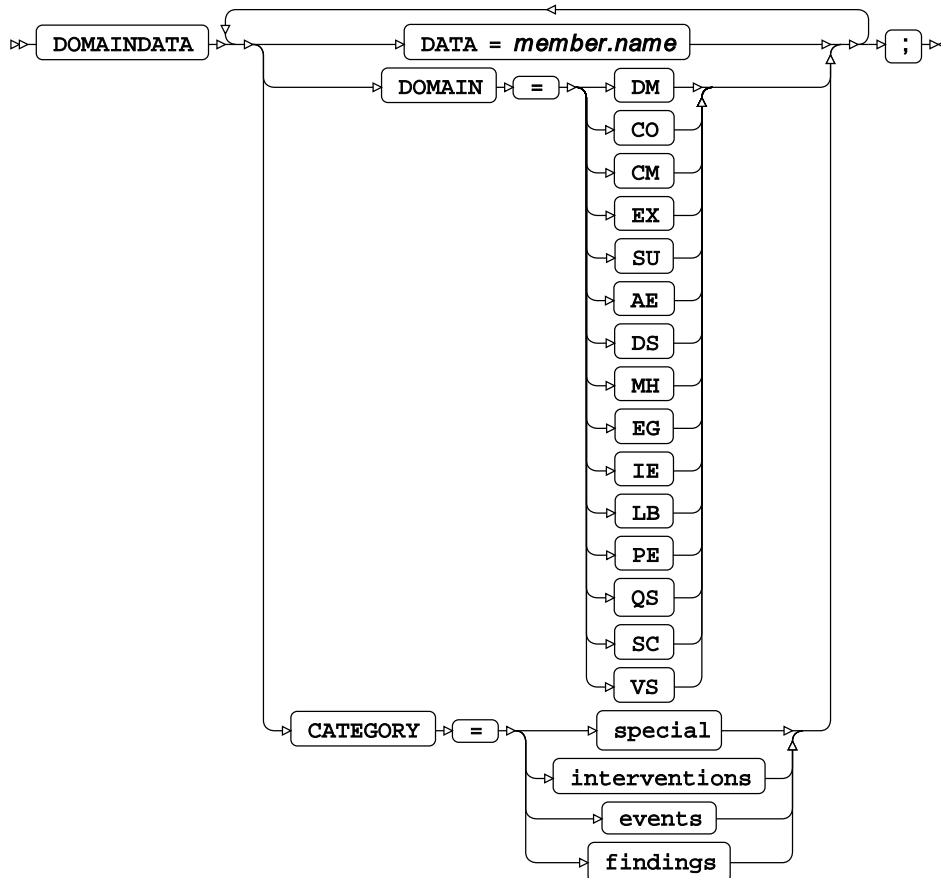 DOMAINDATA DATA = member.name ;
DOMAIN = DM
CO
CM
EX
SU
AE
DS
MH
EG
IE
LB
PE
QS
SC
VS
CATEGORY = special
interventions
events
findings